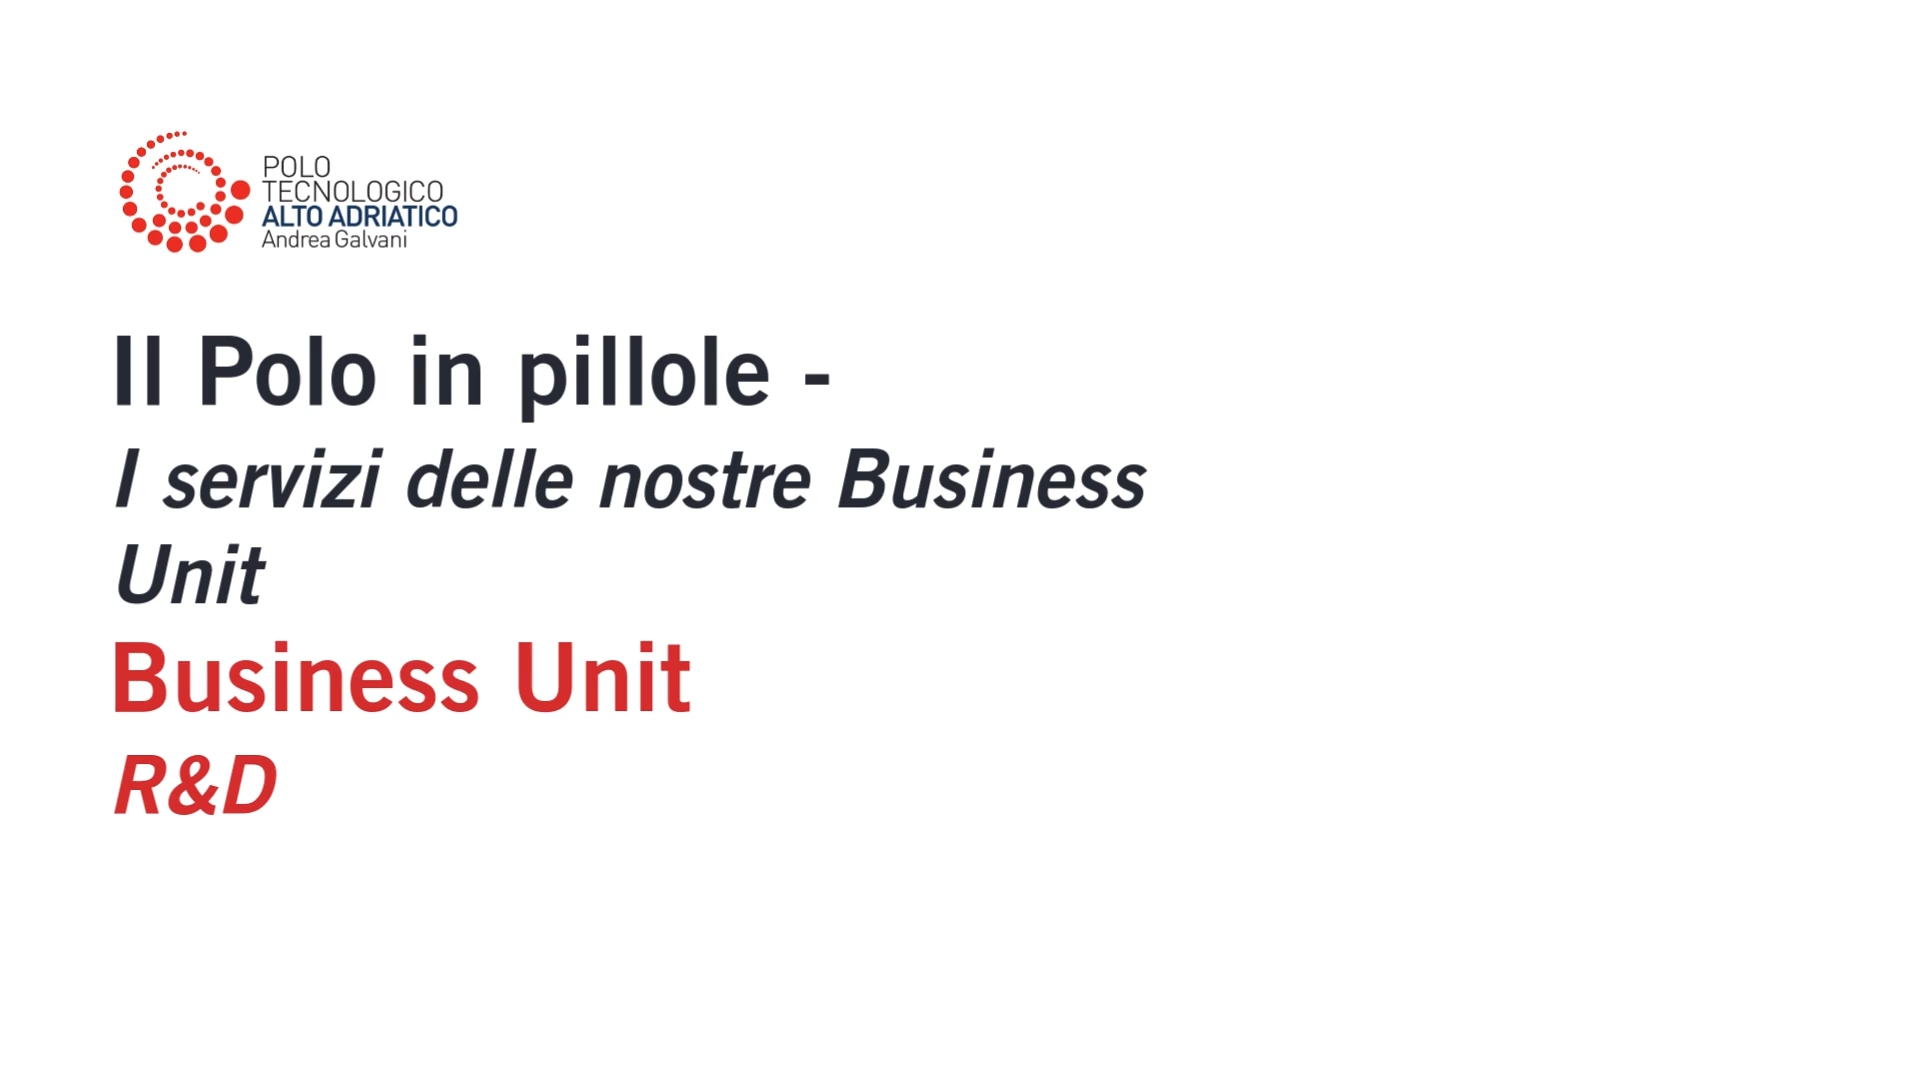 POLO
TECNOLOGICO
ALTO ADRIATICO
Andrea Galvani
Il Polo in pillole -
I servizi delle nostre Business
Unit
Business Unit
R&D